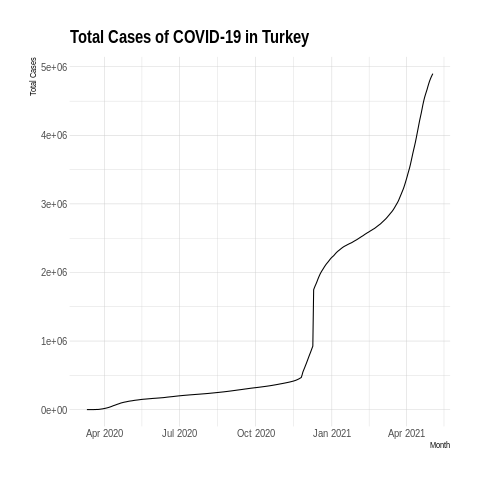 Total Cases of COVID-19 in Turkey
Total Cases
5e+06
4e+06
3e+06
2e+06
1e+06
0e+00
Apr 2020 Jul 2020 Oct 2020 Jan 2021 Apr 2021
Month